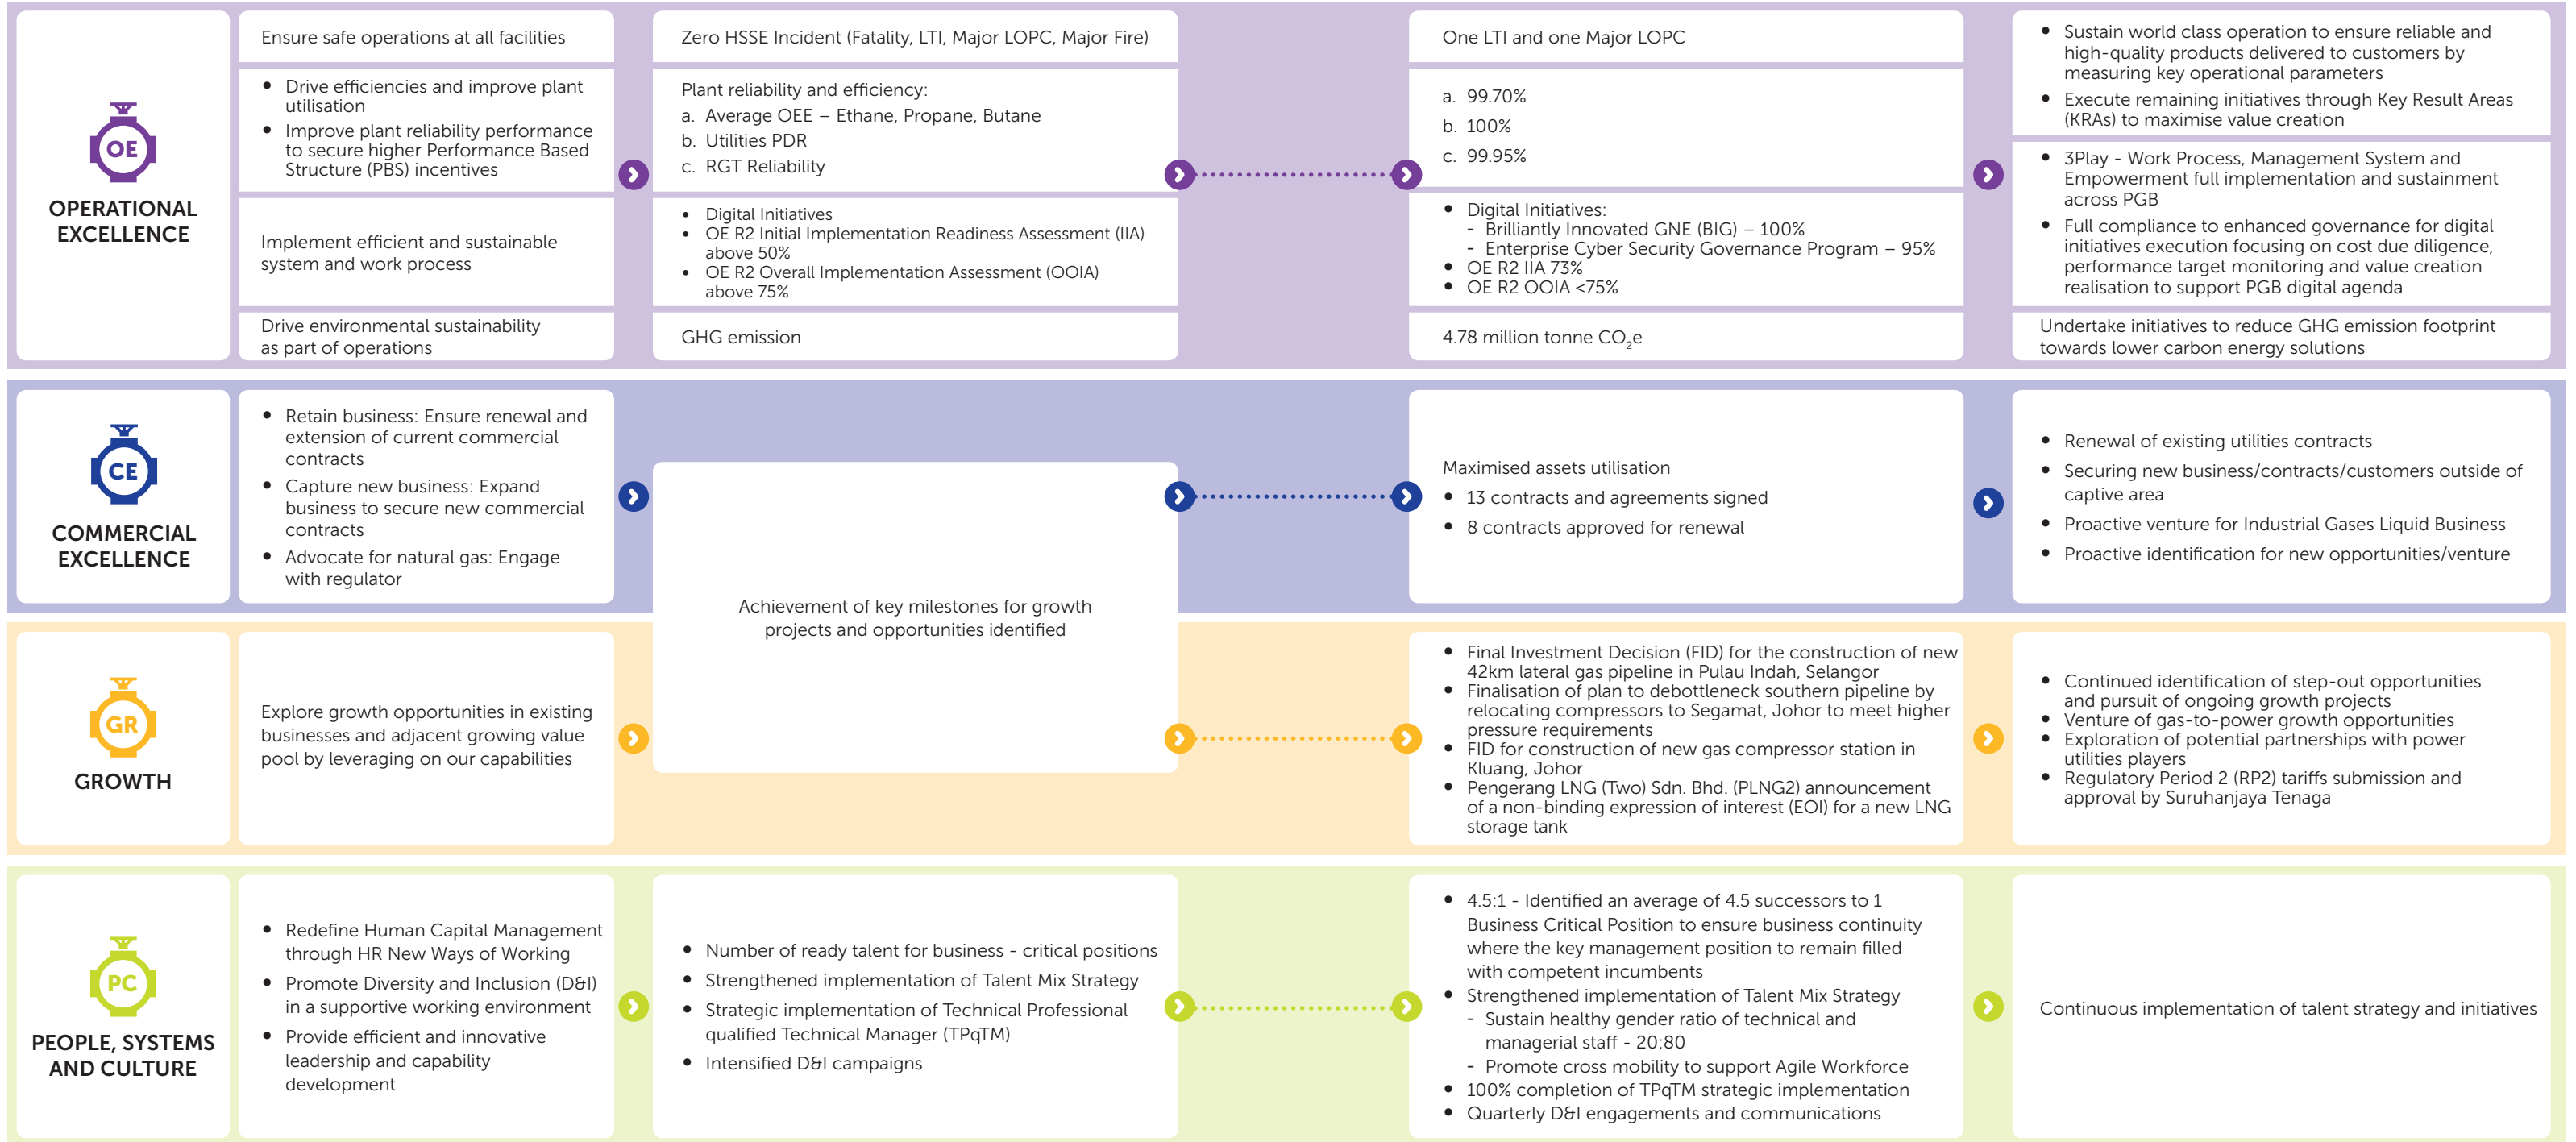 OE
OPERATIONAL
EXCELLENCE
Ensure safe operations at all facilities
• Drive efficiencies and improve plant
utilisation
• Improve plant reliability performance
to secure higher Performance Based
Structure (PBS) incentives
Implement efficient and sustainable
system and work process
Drive environmental sustainability
as part of operations
Zero HSSE Incident (Fatality, LTI, Major LOPC, Major Fire)
Plant reliability and efficiency:
a. Average OEE – Ethane, Propane, Butane
b. Utilities PDR
c. RGT Reliability
• Digital Initiatives
• OE R2 Initial Implementation Readiness Assessment (IIA)
above 50%
• OE R2 Overall Implementation Assessment (OOIA)
above 75%
GHG emission
One LTI and one Major LOPC
a. 99.70%
b. 100%
c. 99.95%
• Digital Initiatives:
- Brilliantly Innovated GNE (BIG) – 100%
- Enterprise Cyber Security Governance Program – 95%
• OE R2 IIA 73%
• OE R2 OOIA <75%
4.78 million tonne CO₂e
• Sustain world class operation to ensure reliable and
high-quality products delivered to customers by
measuring key operational parameters
• Execute remaining initiatives through Key Result Areas
(KRAs) to maximise value creation
• 3Play - Work Process, Management System and
Empowerment full implementation and sustainment
across PGB
• Full compliance to enhanced governance for digital
initiatives execution focusing on cost due diligence,
performance target monitoring and value creation
realisation to support PGB digital agenda
Undertake initiatives to reduce GHG emission footprint
towards lower carbon energy solutions
CE
COMMERCIAL
EXCELLENCE
• Retain business: Ensure renewal and
extension of current commercial
contracts
• Capture new business: Expand
business to secure new commercial
contracts
• Advocate for natural gas: Engage
with regulator
Achievement of key milestones for growth
projects and opportunities identified
Maximised assets utilisation
• 13 contracts and agreements signed
• 8 contracts approved for renewal
• Renewal of existing utilities contracts
• Securing new business/contracts/customers outside of
captive area
• Proactive venture for Industrial Gases Liquid Business
• Proactive identification for new opportunities/venture
GR
GROWTH
Explore growth opportunities in existing
businesses and adjacent growing value
pool by leveraging on our capabilities
• Final Investment Decision (FID) for the construction of new
42km lateral gas pipeline in Pulau Indah, Selangor
• Finalisation of plan to debottleneck southern pipeline by
relocating compressors to Segamat, Johor to meet higher
pressure requirements
• FID for construction of new gas compressor station in
Kluang, Johor
• Pengerang LNG (Two) Sdn. Bhd. (PLNG2) announcement
of a non-binding expression of interest (EOI) for a new LNG
storage tank
• Continued identification of step-out opportunities
and pursuit of ongoing growth projects
• Venture of gas-to-power growth opportunities
• Exploration of potential partnerships with power
utilities players
• Regulatory Period 2 (RP2) tariffs submission and
approval by Suruhanjaya Tenaga
PC
PEOPLE, SYSTEMS
AND CULTURE
• Redefine Human Capital Management
through HR New Ways of Working
• Promote Diversity and Inclusion (D&I)
in a supportive working environment
• Provide efficient and innovative
leadership and capability
development
• Number of ready talent for business - critical positions
• Strengthened implementation of Talent Mix Strategy
• Strategic implementation of Technical Professional
qualified Technical Manager (TPqTM)
• Intensified D&I campaigns
• 4.5:1 - Identified an average of 4.5 successors to 1
Business Critical Position to ensure business continuity
where the key management position to remain filled
with competent incumbents
• Strengthened implementation of Talent Mix Strategy
- Sustain healthy gender ratio of technical and
managerial staff - 20:80
- Promote cross mobility to support Agile Workforce
• 100% completion of TPqTM strategic implementation
• Quarterly D&I engagements and communications
Continuous implementation of talent strategy and initiatives